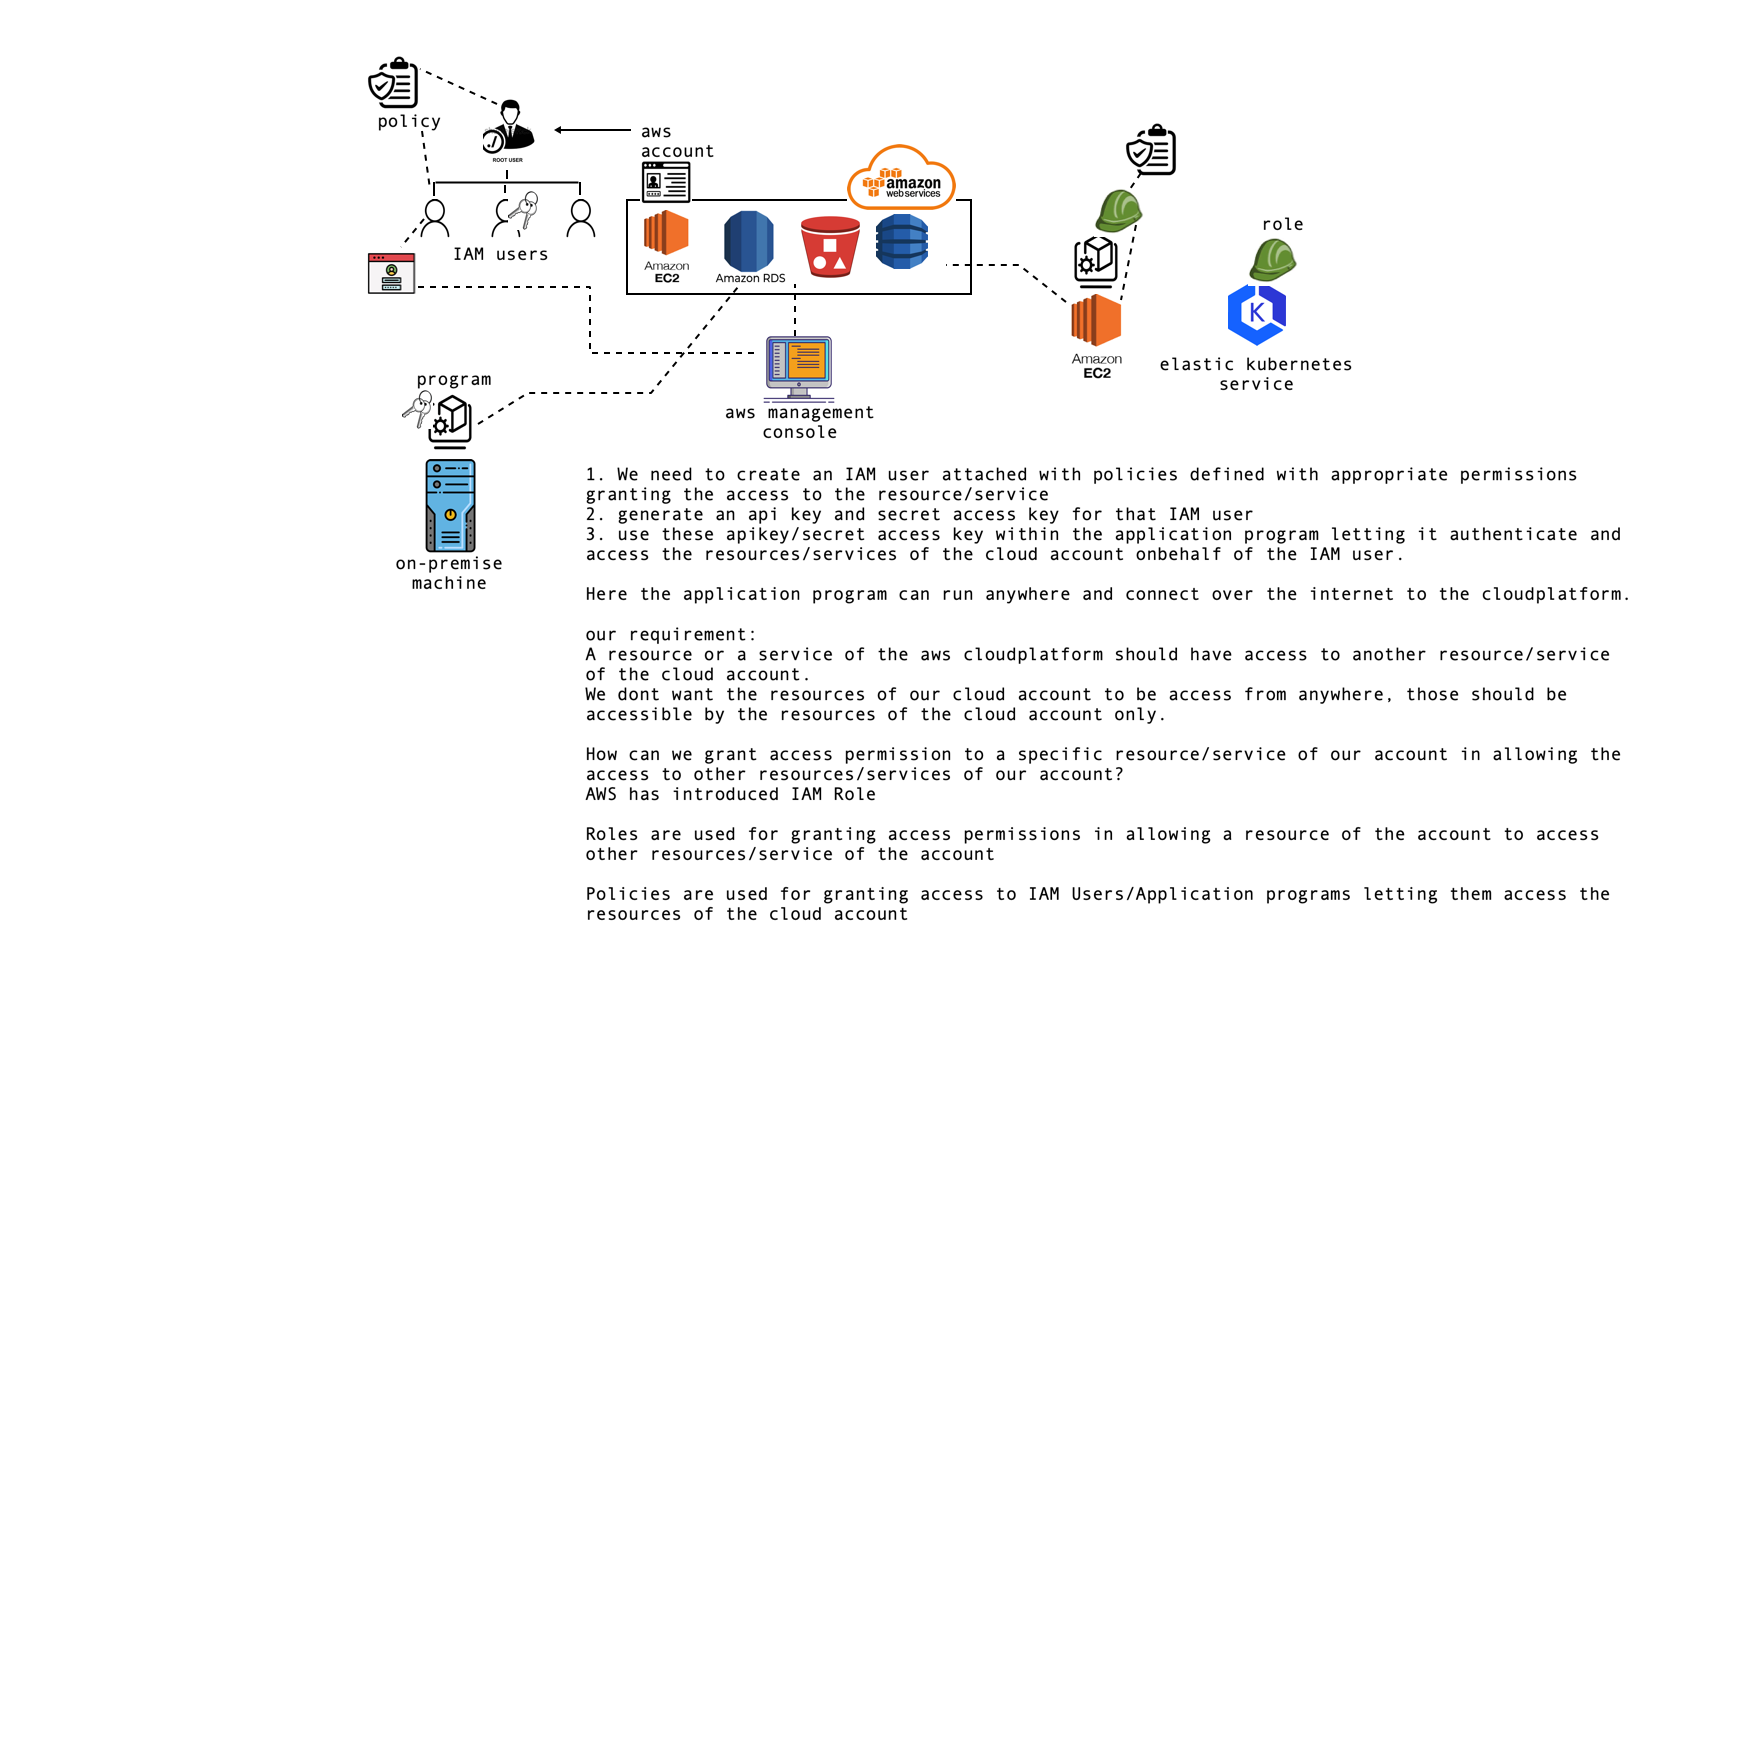 policy
ROOT USER
aws
account
amazon
webservices
IAM users
Amazon
EC2
Amazon RDS
role
K
Amazon
EC2
elastic kubernetes
service
program
aws management
console
on-premise
machine
1. We need to create an IAM user attached with policies defined with appropriate permissions
granting the access to the resource/service
2. generate an api key and secret access key for that IAM user
3. use these apikey/secret access key within the application program letting it authenticate and
access the resources/services of the cloud account onbehalf of the IAM user.
Here the application program can run anywhere and connect over the internet to the cloudplatform.
our requirement:
A resource or a service of the aws cloudplatform should have access to another resource/service
of the cloud account.
We dont want the resources of our cloud account to be access from anywhere, those should be
accessible by the resources of the cloud account only.
How can we grant access permission to a specific resource/service of our account in allowing the
access to other resources/services of our account?
AWS has introduced IAM Role
Roles are used for granting access permissions in allowing a resource of the account to access
other resources/service of the account
Policies are used for granting access to IAM Users/Application programs letting them access the
resources of the cloud account